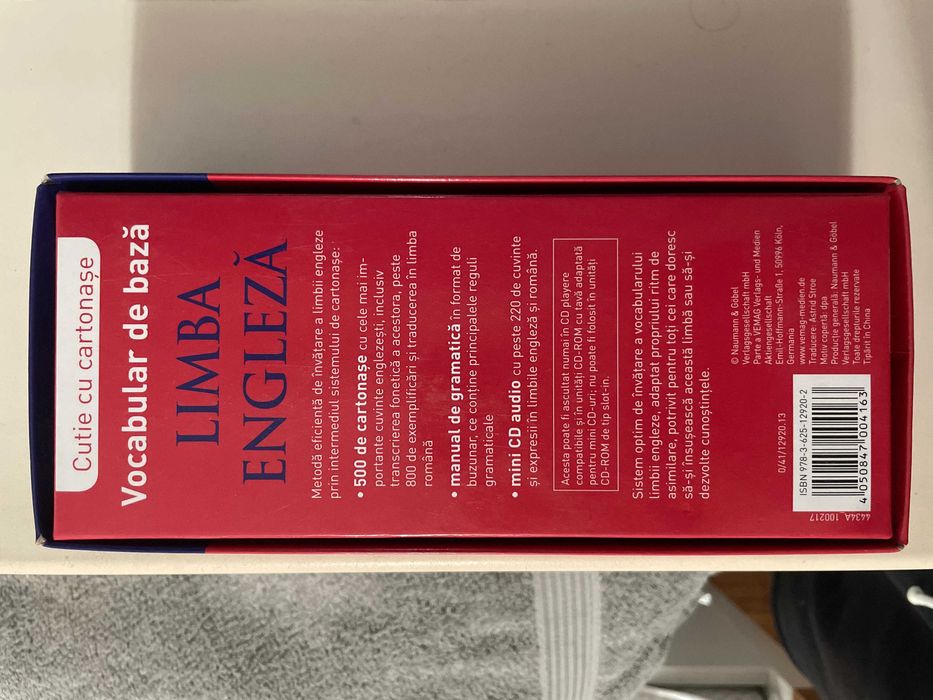 Cutie cu cartonașe
Vocabular de bază
LIMBA
ENGLEZĂ
Metodă eficientă de învățare a limbii engleze
prin intermediul sistemului de cartonașe:
• 500 de cartonașe cu cele mai im-
portante cuvinte englezești, inclusiv
transcrierea fonetică a acestora, peste
800 de exemplificări și traducerea în limba
română
• manual de gramatică în format de
buzunar, ce conține principalele reguli
gramaticale
• mini CD audio cu peste 220 de cuvinte
și expresii în limbile engleză și română.
Acesta poate fi ascultat numai în CD playere
compatibile și în unități CD-ROM cu tavă adaptată
pentru mini CD-uri; nu poate fi folosit în unități
CD-ROM de tip slot-in.
Sistem optim de învățare a vocabularului
limbii engleze, adaptat propriului ritm de
asimilare, potrivit pentru toți cei care doresc
să-și însușească această limbă sau să-și
dezvolte cunoștințele.
0/41/12920.13
ISBN 978-3-625-12920-2
4 050847 004163
4434A_100217
© Naumann & Göbel
Verlagsgesellschaft mbH
Parte a VEMAG Verlags- und Medien
Aktiengesellschaft
Emil-Hoffmann-Straße 1, 50996 Köln,
Germania
www.vemag-medien.de
Traducere: Astrid Stroe
Motiv copertă: dpa
Producție generală: Naumann & Göbel
Verlagsgesellschaft mbH
Toate drepturile rezervate
Tipărit în China